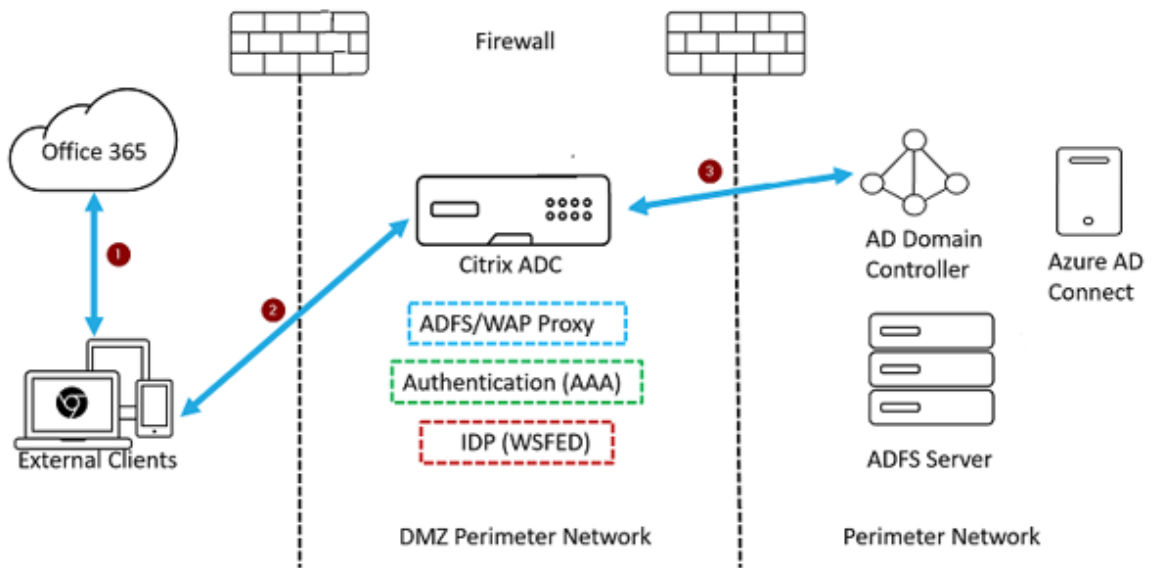 Firewall
Office 365
1
2
3
External Clients
Citrix ADC
ADFS/WAP Proxy
Authentication (AAA)
IDP (WSFED)
DMZ Perimeter Network
AD Domain
Controller
Azure AD
Connect
ADFS Server
Perimeter Network